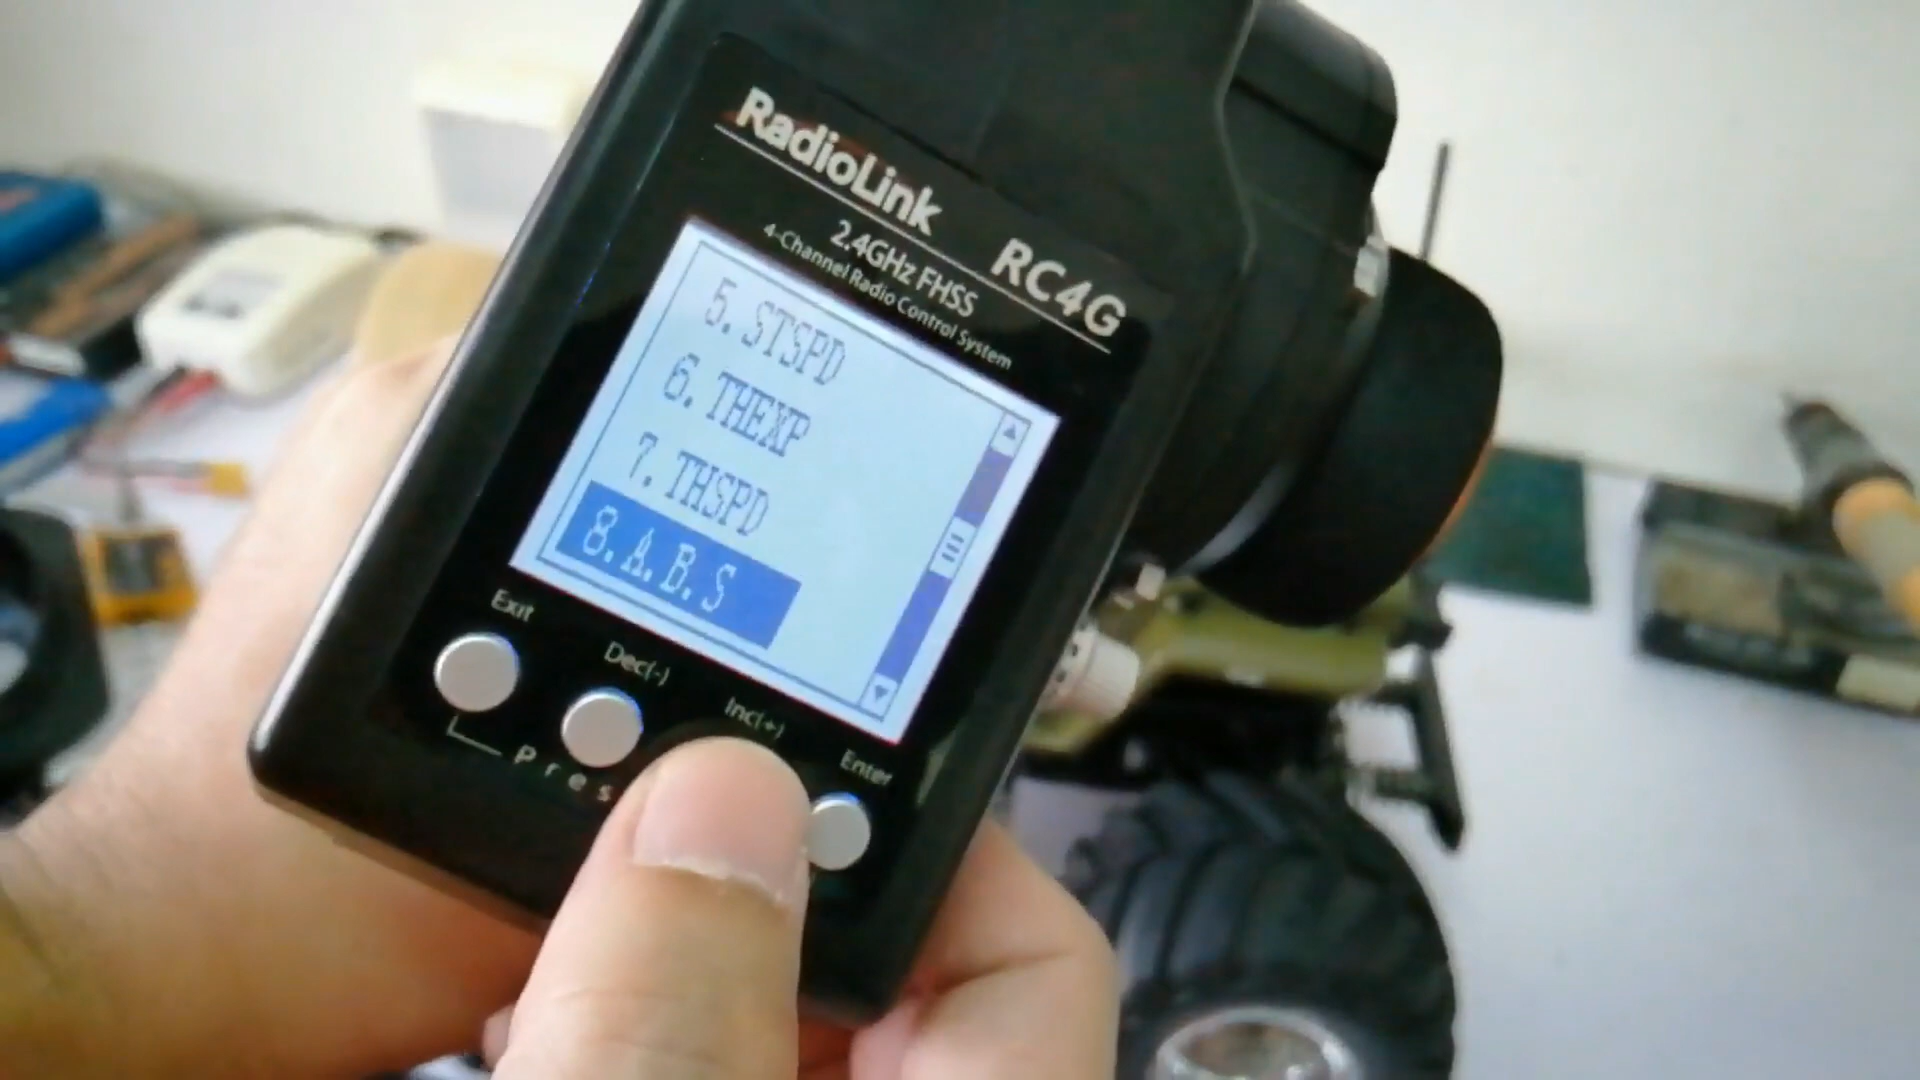 RadioLink RC4G
2.4GHz FHSS
4-Channel Radio Control System
5. STSPD
6. THEXP
7. THSPD
8. A.B.S
Exit
Dec(-)
Inc(+)
Enter